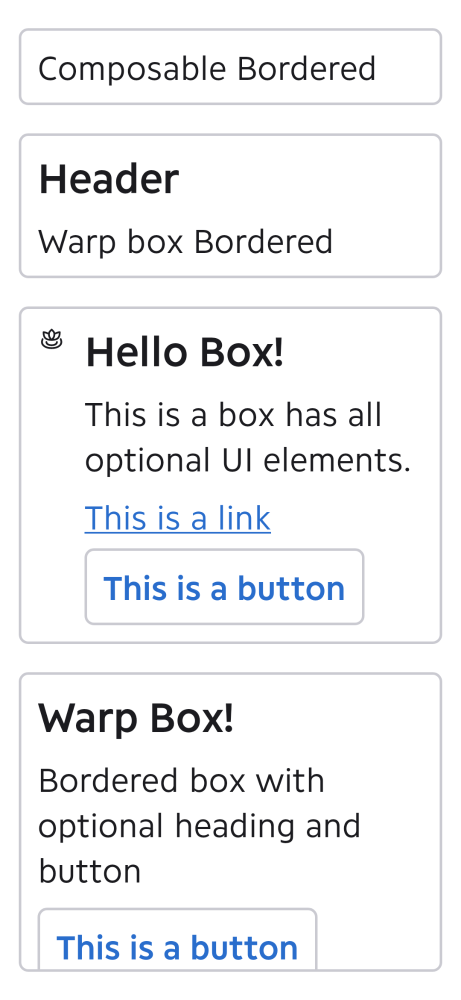 Composable Bordered
Header
Warp box Bordered
Hello Box!
This is a box has all
optional UI elements.
This is a link
This is a button
Warp Box!
Bordered box with
optional heading and
button
This is a button